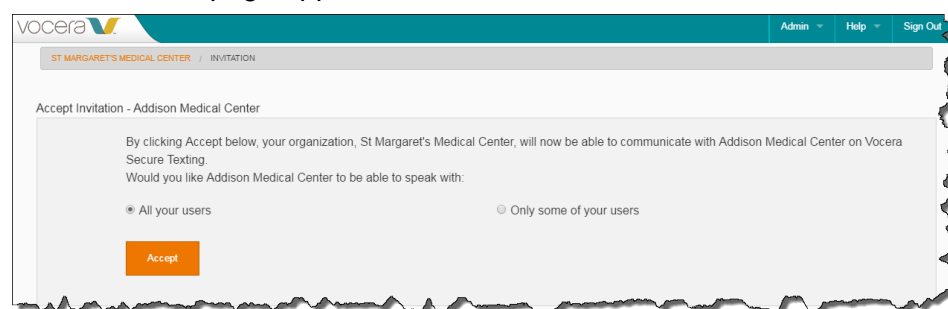 vocera
Admin Help Sign Out
ST MARGARET'S MEDICAL CENTER / INVITATION
Accept Invitation - Addison Medical Center
By clicking Accept below, your organization, St Margaret's Medical Center, will now be able to communicate with Addison Medical Center on Vocera
Secure Texting.
Would you like Addison Medical Center to be able to speak with:
All your users Only some of your users
Accept